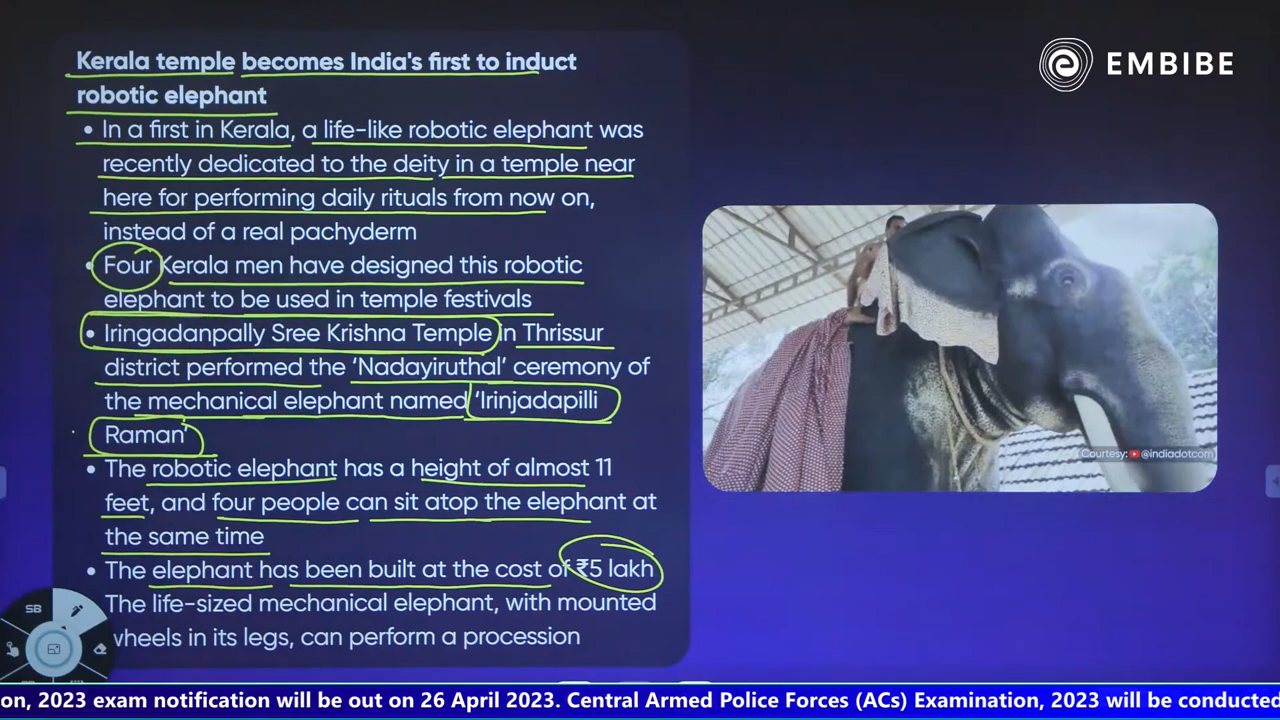 EMBIBE
Kerala temple becomes India's first to induct
robotic elephant
• In a first in Kerala, a life-like robotic elephant was
recently dedicated to the deity in a temple near
here for performing daily rituals from now on,
instead of a real pachyderm
• Four Kerala men have designed this robotic
elephant to be used in temple festivals
• Iringadanpally Sree Krishna Temple in Thrissur
district performed the ‘Nadayiruthal’ ceremony of
the mechanical elephant named ‘Irinjadapilli
Raman’
• The robotic elephant has a height of almost 11
feet, and four people can sit atop the elephant at
the same time
• The elephant has been built at the cost of ₹5 lakh
The life-sized mechanical elephant, with mounted
wheels in its legs, can perform a procession
Courtesy: @indiadotcom
SB
on, 2023 exam notification will be out on 26 April 2023. Central Armed Police Forces (ACs) Examination, 2023 will be conducted